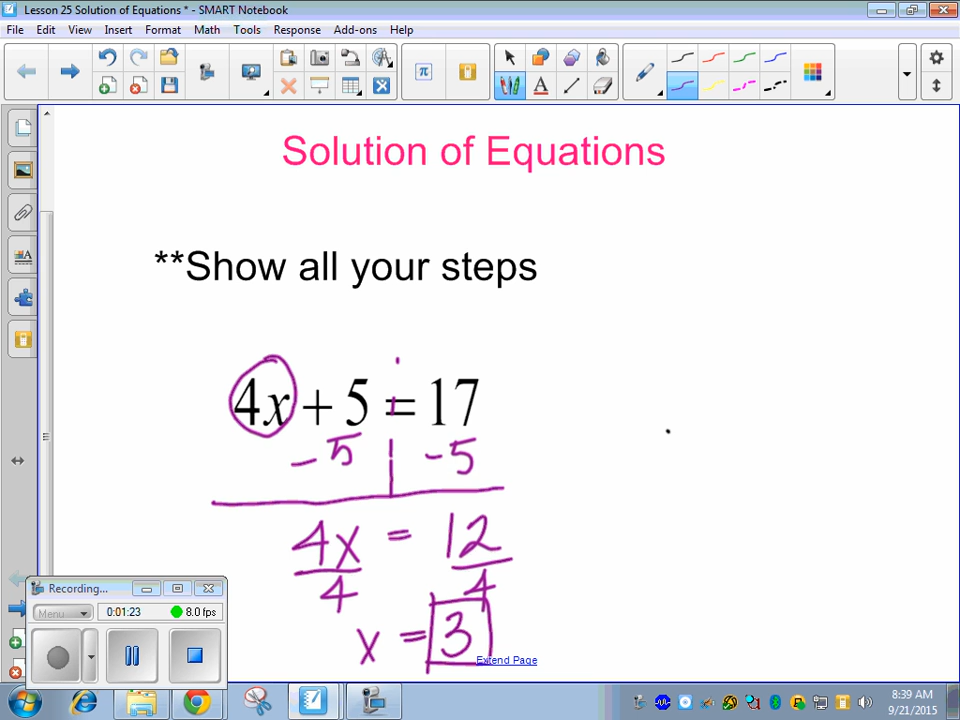 Lesson 25 Solution of Equations * - SMART Notebook
File Edit View Insert Format Math Tools Response Add-ons Help
π A
Solution of Equations
**Show all your steps
4x + 5 = 17
-5 | -5
4x = 12
4 4
x = 3
Extend Page
Recording...
Menu 00:01:23 8.0 fps
8:39 AM
9/21/2015